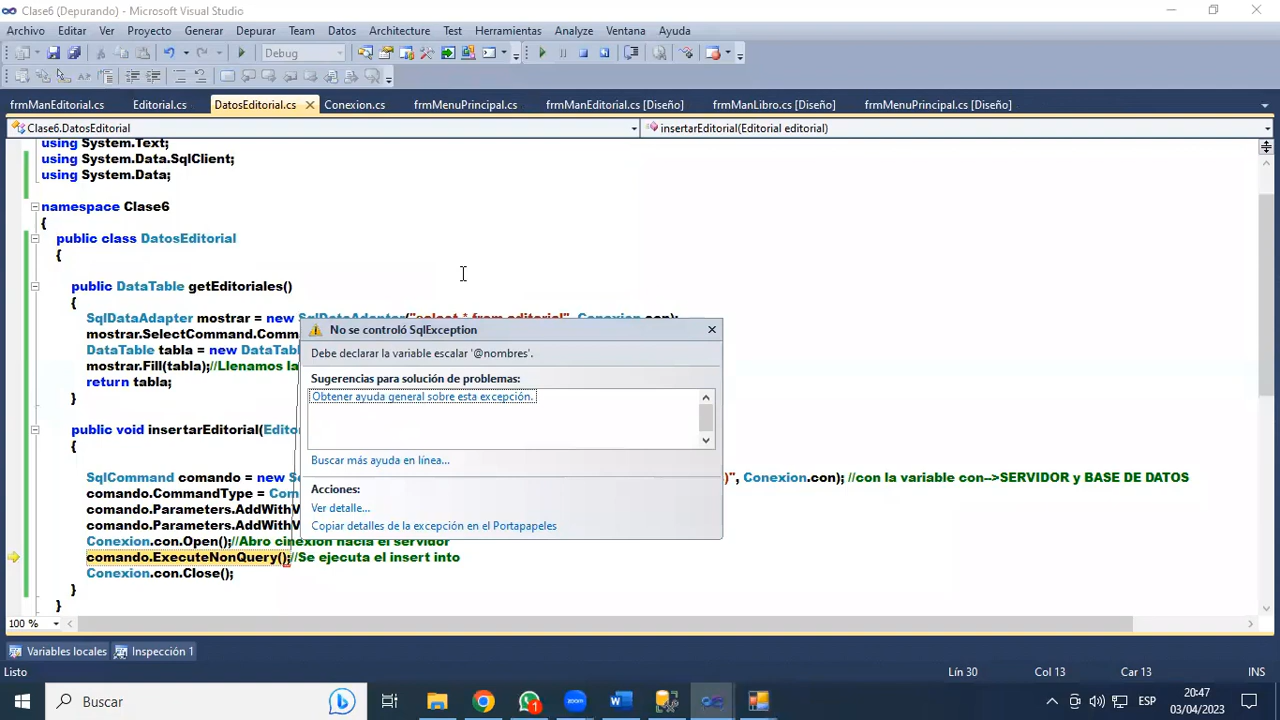 Clase6 (Depurando) - Microsoft Visual Studio
Archivo Editar Ver Proyecto Generar Depurar Team Datos Architecture Test Herramientas Analyze Ventana Ayuda
Debug
frmManEditorial.cs Editorial.cs DatosEditorial.cs Conexion.cs frmMenuPrincipal.cs frmManEditorial.cs [Diseño] frmManLibro.cs [Diseño] frmMenuPrincipal.cs [Diseño]
Clase6.DatosEditorial insertarEditorial(Editorial editorial)
using System.Text;
using System.Data.SqlClient;
using System.Data;
namespace Clase6
{
public class DatosEditorial
{
public DataTable getEditoriales()
{
SqlDataAdapter mostrar = new SqlDataAdapter("select * from editorial", Conexion.con);
mostrar.SelectCommand.Comm
DataTable tabla = new DataTabl
mostrar.Fill(tabla);//Llenamos la
return tabla;
}
public void insertarEditorial(Edito
{
SqlCommand comando = new S )", Conexion.con); //con la variable con-->SERVIDOR y BASE DE DATOS
comando.CommandType = Com
comando.Parameters.AddWithV
comando.Parameters.AddWithV
Conexion.con.Open();//Abro cinexion hacia el servidor
comando.ExecuteNonQuery();//Se ejecuta el insert into
Conexion.con.Close();
}
}
No se controló SqlException
Debe declarar la variable escalar '@nombres'.
Sugerencias para solución de problemas:
Obtener ayuda general sobre esta excepción.
Buscar más ayuda en línea...
Acciones:
Ver detalle...
Copiar detalles de la excepción en el Portapapeles
100 %
Variables locales Inspección 1
Listo Lín 30 Col 13 Car 13 INS
Buscar
1
ESP
20:47
03/04/2023